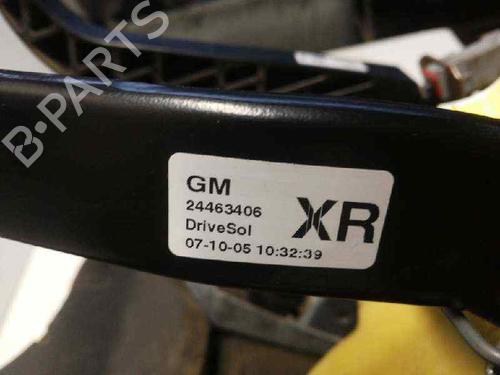 B-PARTS
GM
24463406
XR
DriveSol
07-10-05 10:32:39